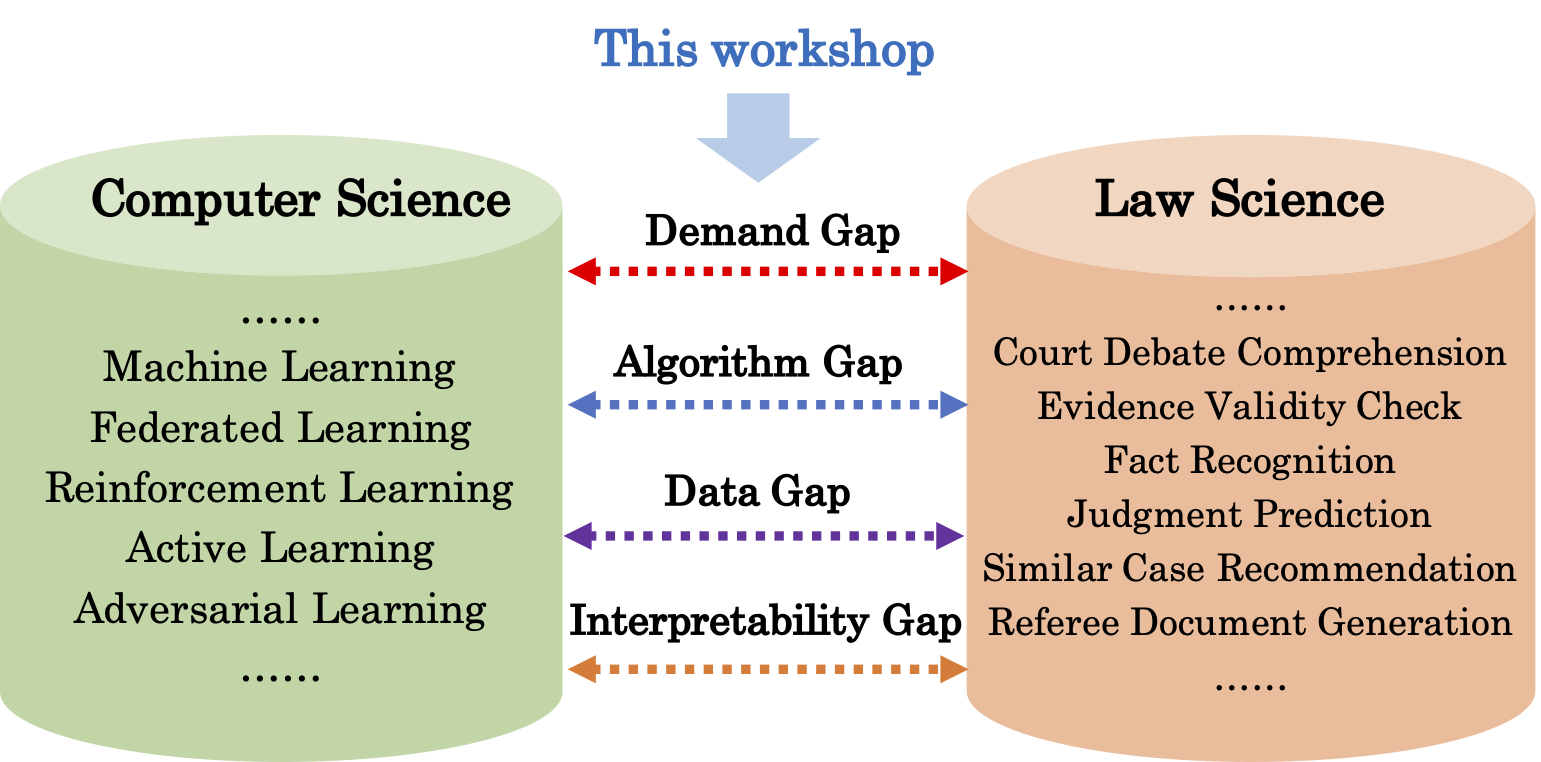 This workshop
Computer Science
......
Machine Learning
Federated Learning
Reinforcement Learning
Active Learning
Adversarial Learning
......
Demand Gap
Algorithm Gap
Data Gap
Interpretability Gap
Law Science
......
Court Debate Comprehension
Evidence Validity Check
Fact Recognition
Judgment Prediction
Similar Case Recommendation
Referee Document Generation
......